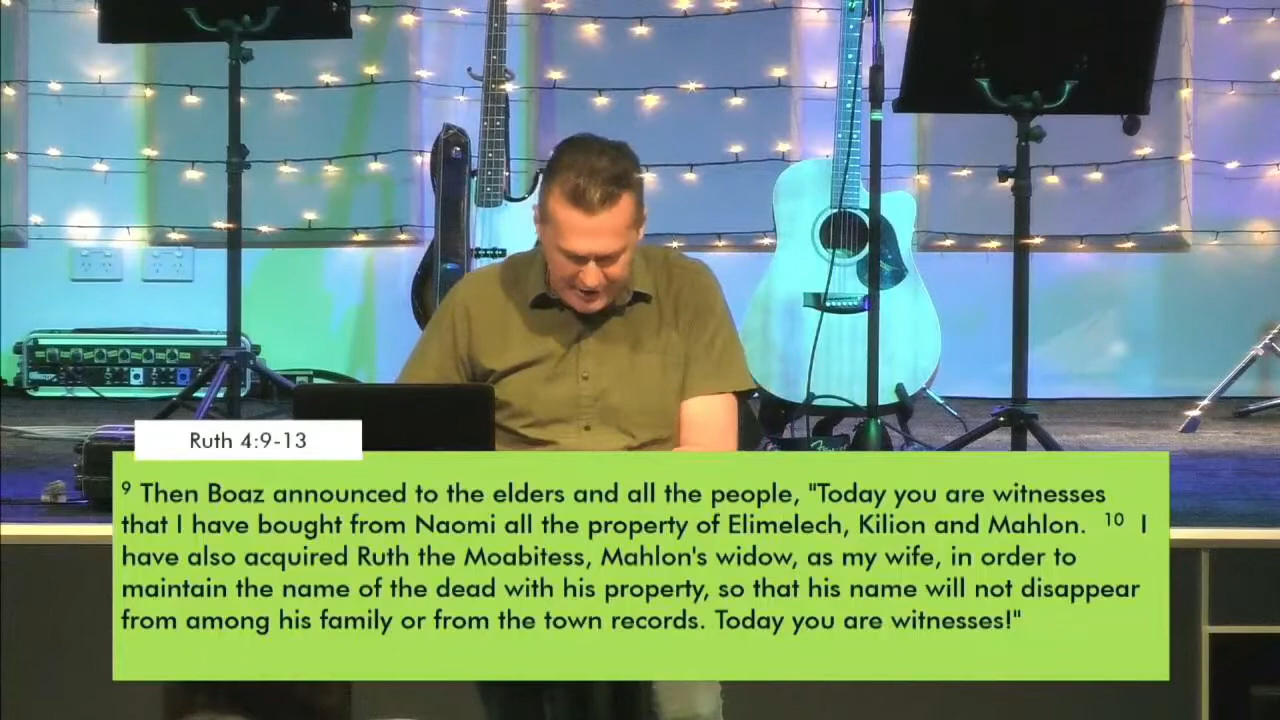 Ruth 4:9-13
⁹ Then Boaz announced to the elders and all the people, "Today you are witnesses
that I have bought from Naomi all the property of Elimelech, Kilion and Mahlon. ¹⁰ I
have also acquired Ruth the Moabitess, Mahlon's widow, as my wife, in order to
maintain the name of the dead with his property, so that his name will not disappear
from among his family or from the town records. Today you are witnesses!"